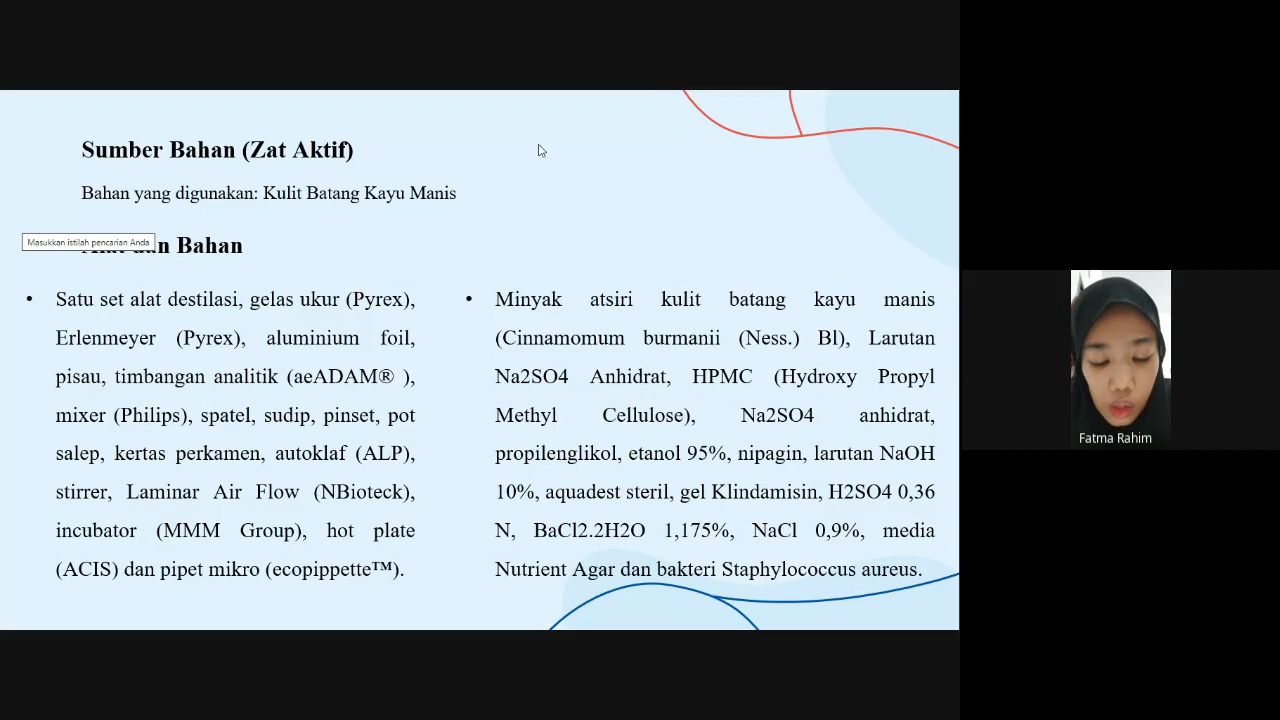 Sumber Bahan (Zat Aktif)
Bahan yang digunakan: Kulit Batang Kayu Manis
Masukkan istilah pencarian Anda
Bahan
• Satu set alat destilasi, gelas ukur (Pyrex),
Erlenmeyer (Pyrex), aluminium foil,
pisau, timbangan analitik (aeADAM® ),
mixer (Philips), spatel, sudip, pinset, pot
salep, kertas perkamen, autoklaf (ALP),
stirrer, Laminar Air Flow (NBioteck),
incubator (MMM Group), hot plate
(ACIS) dan pipet mikro (ecopippette™).
• Minyak atsiri kulit batang kayu manis
(Cinnamomum burmanii (Ness.) Bl), Larutan
Na2SO4 Anhidrat, HPMC (Hydroxy Propyl
Methyl Cellulose), Na2SO4 anhidrat,
propilenglikol, etanol 95%, nipagin, larutan NaOH
10%, aquadest steril, gel Klindamisin, H2SO4 0,36
N, BaCl2.2H2O 1,175%, NaCl 0,9%, media
Nutrient Agar dan bakteri Staphylococcus aureus.
Fatma Rahim